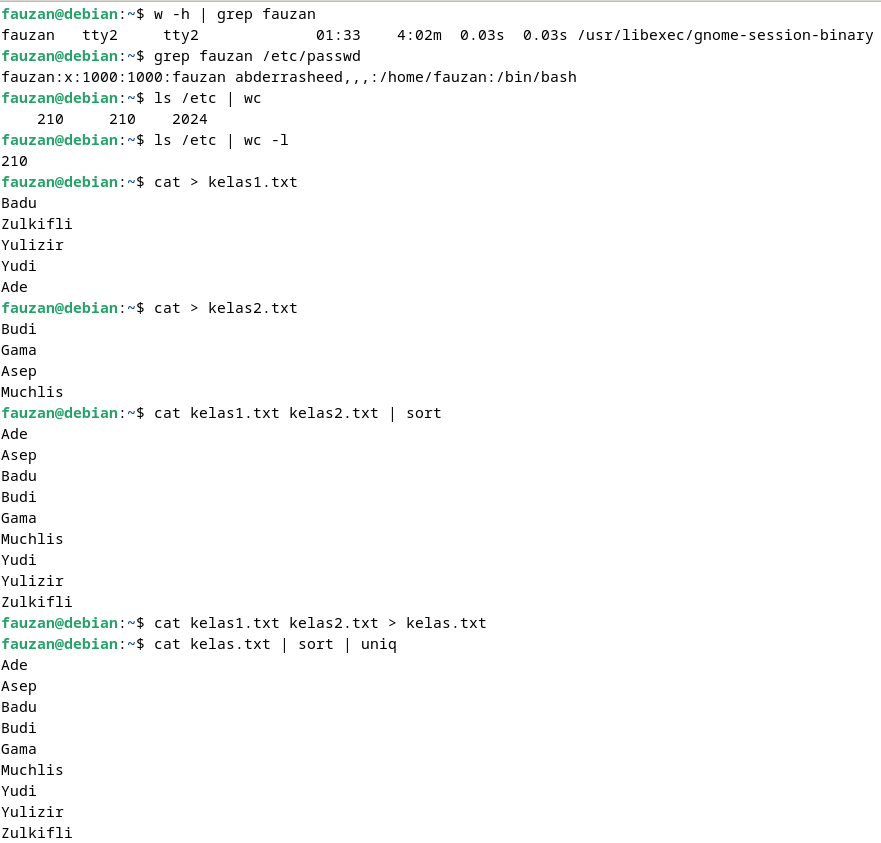 fauzan@debian:~$ w -h | grep fauzan
fauzan   tty2     tty2             01:33    4:02m  0.03s  0.03s /usr/libexec/gnome-session-binary
fauzan@debian:~$ grep fauzan /etc/passwd
fauzan:x:1000:1000:fauzan abderrasheed,,,:/home/fauzan:/bin/bash
fauzan@debian:~$ ls /etc | wc
    210     210    2024
fauzan@debian:~$ ls /etc | wc -l
210
fauzan@debian:~$ cat > kelas1.txt
Badu
Zulkifli
Yulizir
Yudi
Ade
fauzan@debian:~$ cat > kelas2.txt
Budi
Gama
Asep
Muchlis
fauzan@debian:~$ cat kelas1.txt kelas2.txt | sort
Ade
Asep
Badu
Budi
Gama
Muchlis
Yudi
Yulizir
Zulkifli
fauzan@debian:~$ cat kelas1.txt kelas2.txt > kelas.txt
fauzan@debian:~$ cat kelas.txt | sort | uniq
Ade
Asep
Badu
Budi
Gama
Muchlis
Yudi
Yulizir
Zulkifli